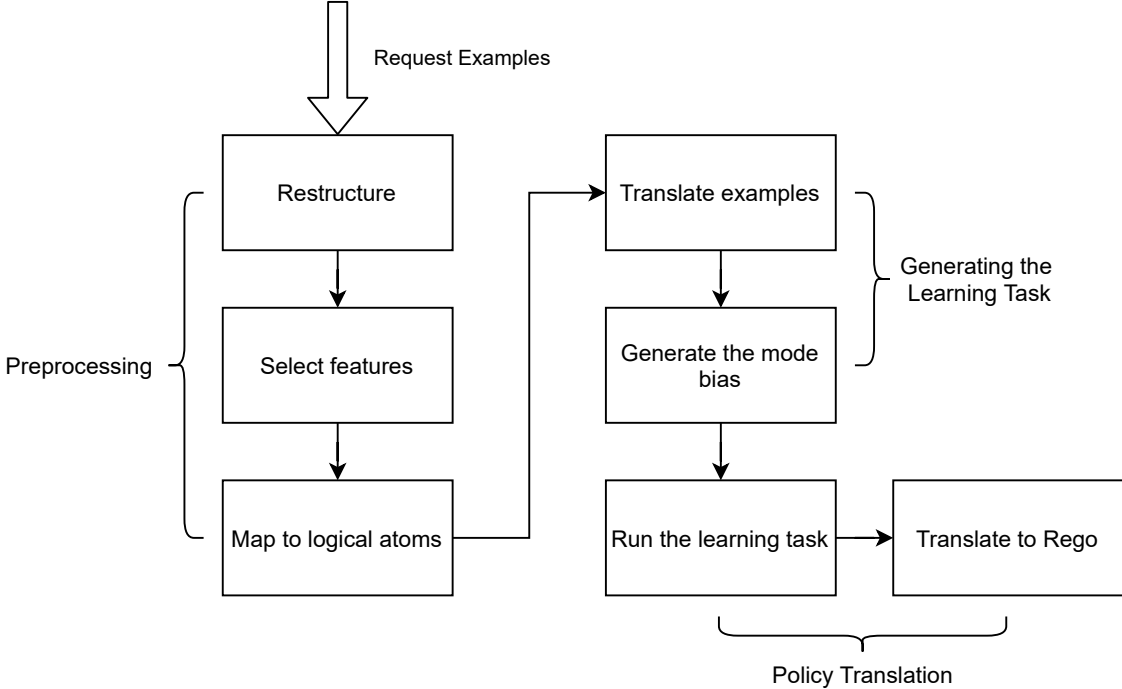 Request Examples
Restructure
Select features
Map to logical atoms
Preprocessing
Translate examples
Generate the mode
bias
Generating the
Learning Task
Run the learning task
Translate to Rego
Policy Translation